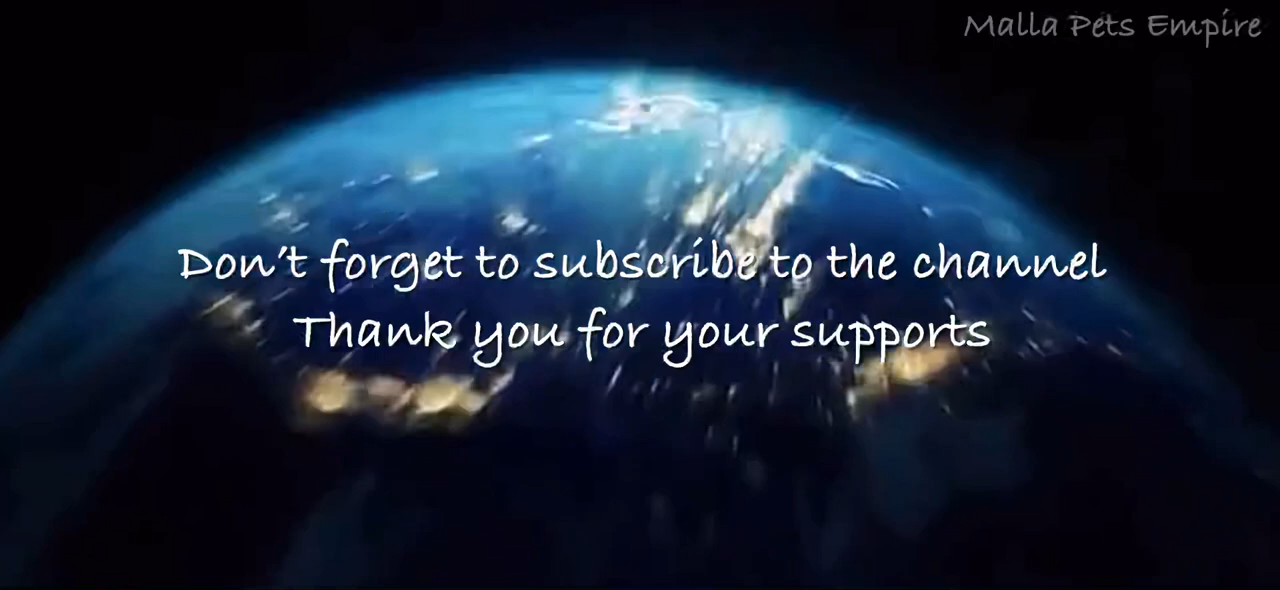 Malla Pets Empire
Don't forget to subscribe to the channel
Thank you for your supports